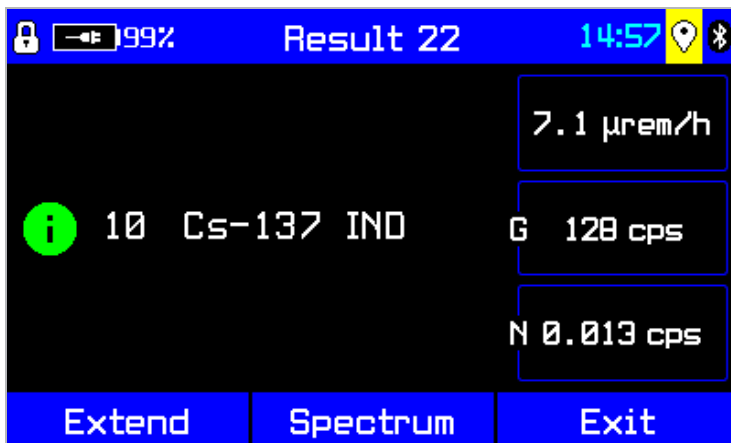 99% Result 22 14:57
7.1 µrem/h
i 10 Cs-137 IND G 128 cps
N 0.013 cps
Extend Spectrum Exit